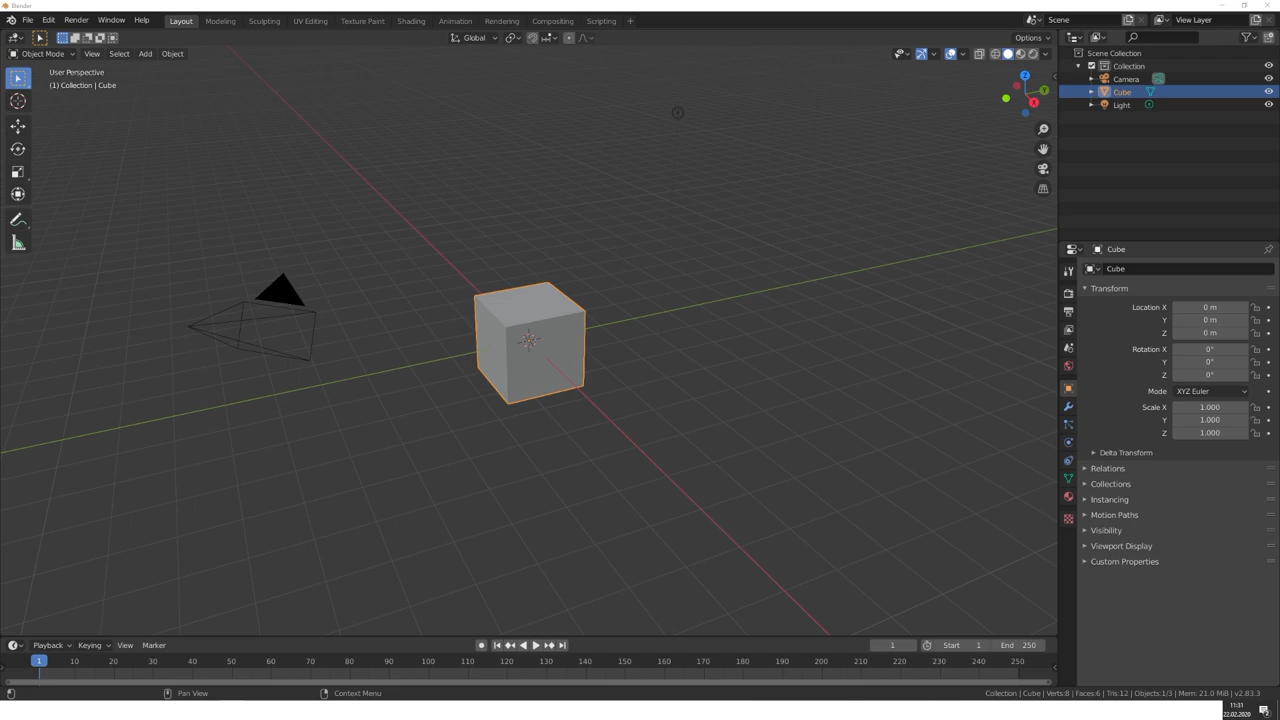 Blender
File Edit Render Window Help Layout Modeling Sculpting UV Editing Texture Paint Shading Animation Rendering Compositing Scripting + Scene View Layer
Global Options
Object Mode View Select Add Object
User Perspective
(1) Collection | Cube
Z
Y
X
Scene Collection
Collection
Camera
Cube
Light
Cube
Cube
Transform
Location X 0 m
Y 0 m
Z 0 m
Rotation X 0°
Y 0°
Z 0°
Mode XYZ Euler
Scale X 1.000
Y 1.000
Z 1.000
Delta Transform
Relations
Collections
Instancing
Motion Paths
Visibility
Viewport Display
Custom Properties
Playback Keying View Marker 1 Start 1 End 250
1 10 20 30 40 50 60 70 80 90 100 110 120 130 140 150 160 170 180 190 200 210 220 230 240 250
Pan View Context Menu Collection | Cube | Verts:8 | Faces:6 | Tris:12 | Objects:1/3 | Mem: 21.0 MiB | v2.83.3
11:31
22.02.2020
2